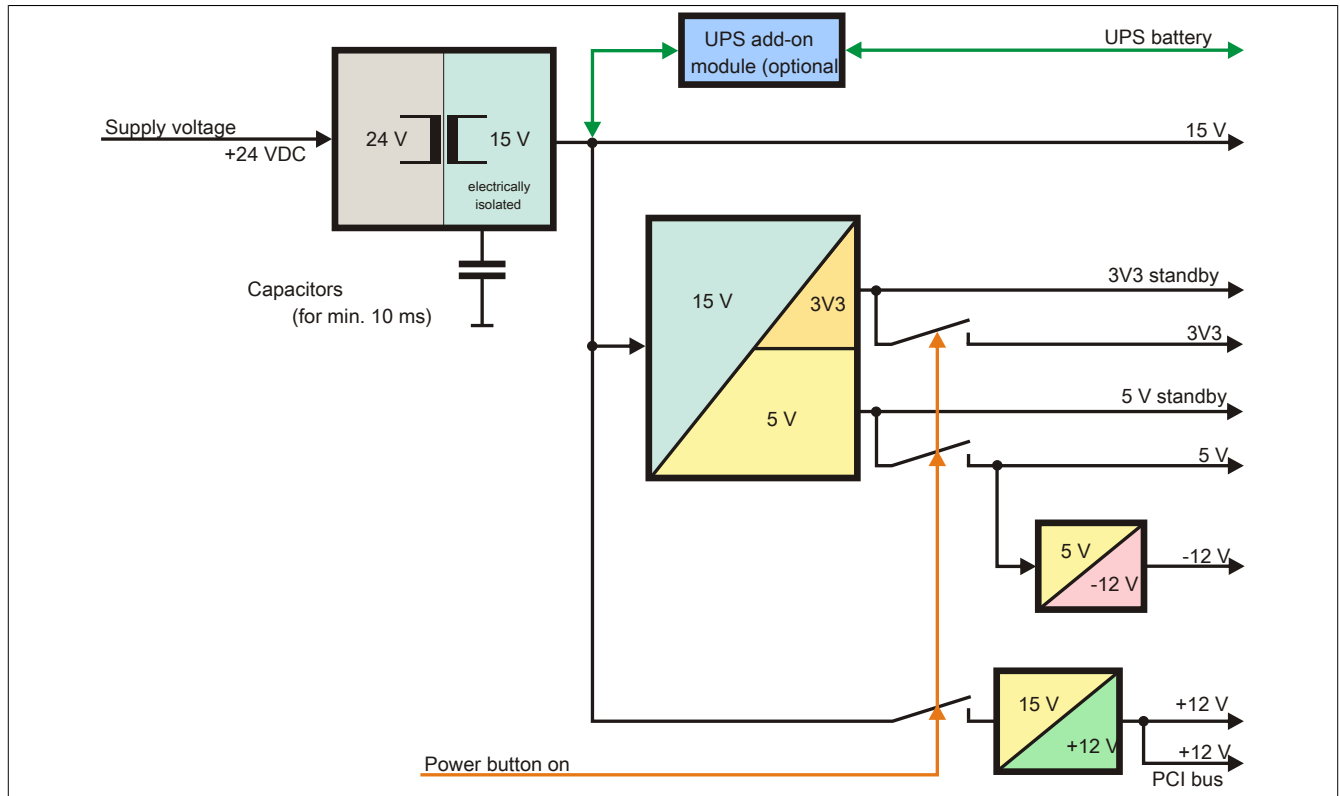 UPS add-on
module (optional
UPS battery
Supply voltage
+24 VDC
24 V
15 V
electrically
isolated
15 V
Capacitors
(for min. 10 ms)
15 V
3V3
5 V
3V3 standby
3V3
5 V standby
5 V
5 V
-12 V
-12 V
15 V
+12 V
+12 V
+12 V
PCI bus
Power button on